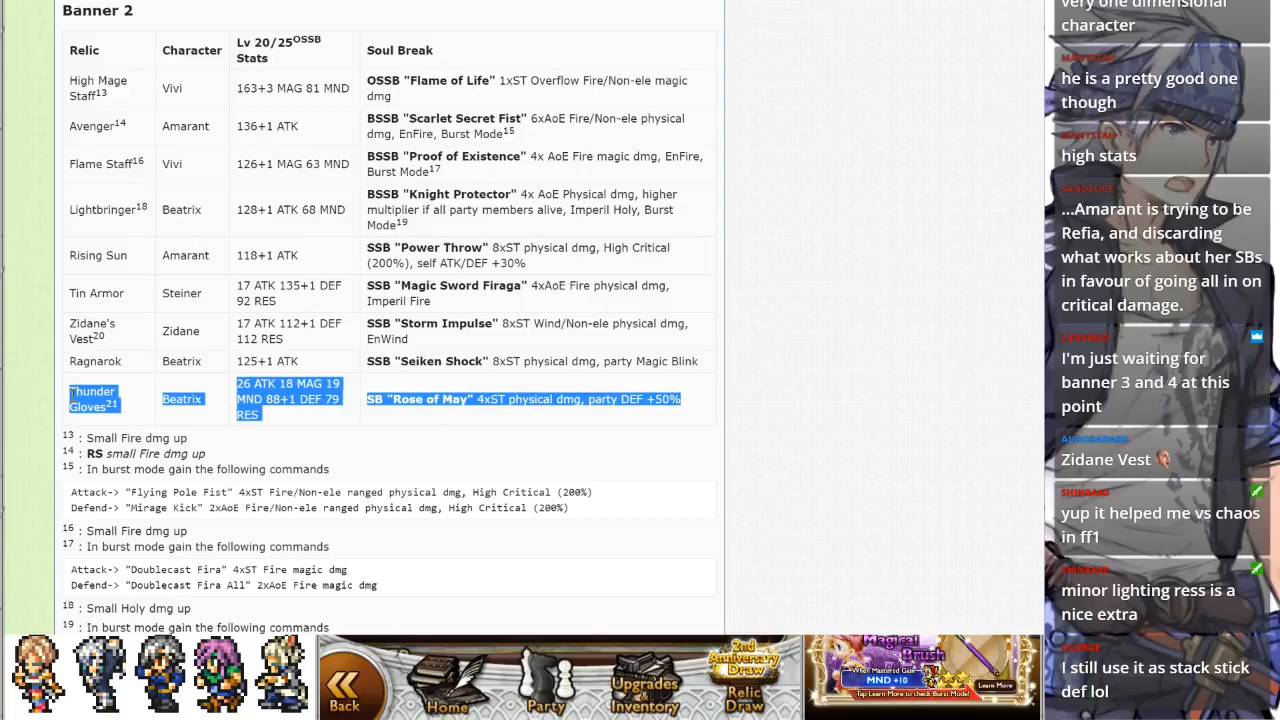 Banner 2
Relic Character Lv 20/25OSSB Stats Soul Break
High Mage Staff13 Vivi 163+3 MAG 81 MND OSSB "Flame of Life" 1xST Overflow Fire/Non-ele magic dmg
Avenger14 Amarant 136+1 ATK BSSB "Scarlet Secret Fist" 6xAoE Fire/Non-ele physical dmg, EnFire, Burst Mode15
Flame Staff16 Vivi 126+1 MAG 63 MND BSSB "Proof of Existence" 4x AoE Fire magic dmg, EnFire, Burst Mode17
Lightbringer18 Beatrix 128+1 ATK 68 MND BSSB "Knight Protector" 4x AoE Physical dmg, higher multiplier if all party members alive, Imperil Holy, Burst Mode19
Rising Sun Amarant 118+1 ATK SSB "Power Throw" 8xST physical dmg, High Critical (200%), self ATK/DEF +30%
Tin Armor Steiner 17 ATK 135+1 DEF 92 RES SSB "Magic Sword Firaga" 4xAoE Fire physical dmg, Imperil Fire
Zidane's Vest20 Zidane 17 ATK 112+1 DEF 112 RES SSB "Storm Impulse" 8xST Wind/Non-ele physical dmg, EnWind
Ragnarok Beatrix 125+1 ATK SSB "Seiken Shock" 8xST physical dmg, party Magic Blink
Thunder Gloves21 Beatrix 26 ATK 18 MAG 19 MND 88+1 DEF 79 RES SB "Rose of May" 4xST physical dmg, party DEF +50%
13 : Small Fire dmg up
14 : RS small Fire dmg up
15 : In burst mode gain the following commands
Attack-> "Flying Pole Fist" 4xST Fire/Non-ele ranged physical dmg, High Critical (200%)
Defend-> "Mirage Kick" 2xAoE Fire/Non-ele ranged physical dmg, High Critical (200%)
16 : Small Fire dmg up
17 : In burst mode gain the following commands
Attack-> "Doublecast Fira" 4xST Fire magic dmg
Defend-> "Doublecast Fira All" 2xAoE Fire magic dmg
18 : Small Holy dmg up
19 : In burst mode gain the following commands
Back
Home
Party
Upgrades
& Inventory
2nd
Anniversary
Draw
Relic
Draw
Magical
Brush
When Mastered Gain
MND +10
Learn More
Tap Learn More to check Burst Mode!
very one dimensional
character
he is a pretty good one
though
high stats
SANDSLICE
...Amarant is trying to be
Refia, and discarding
what works about her SBs
in favour of going all in on
critical damage.
I'm just waiting for
banner 3 and 4 at this
point
Zidane Vest
yup it helped me vs chaos
in ff1
minor lighting ress is a
nice extra
I still use it as stack stick
def lol